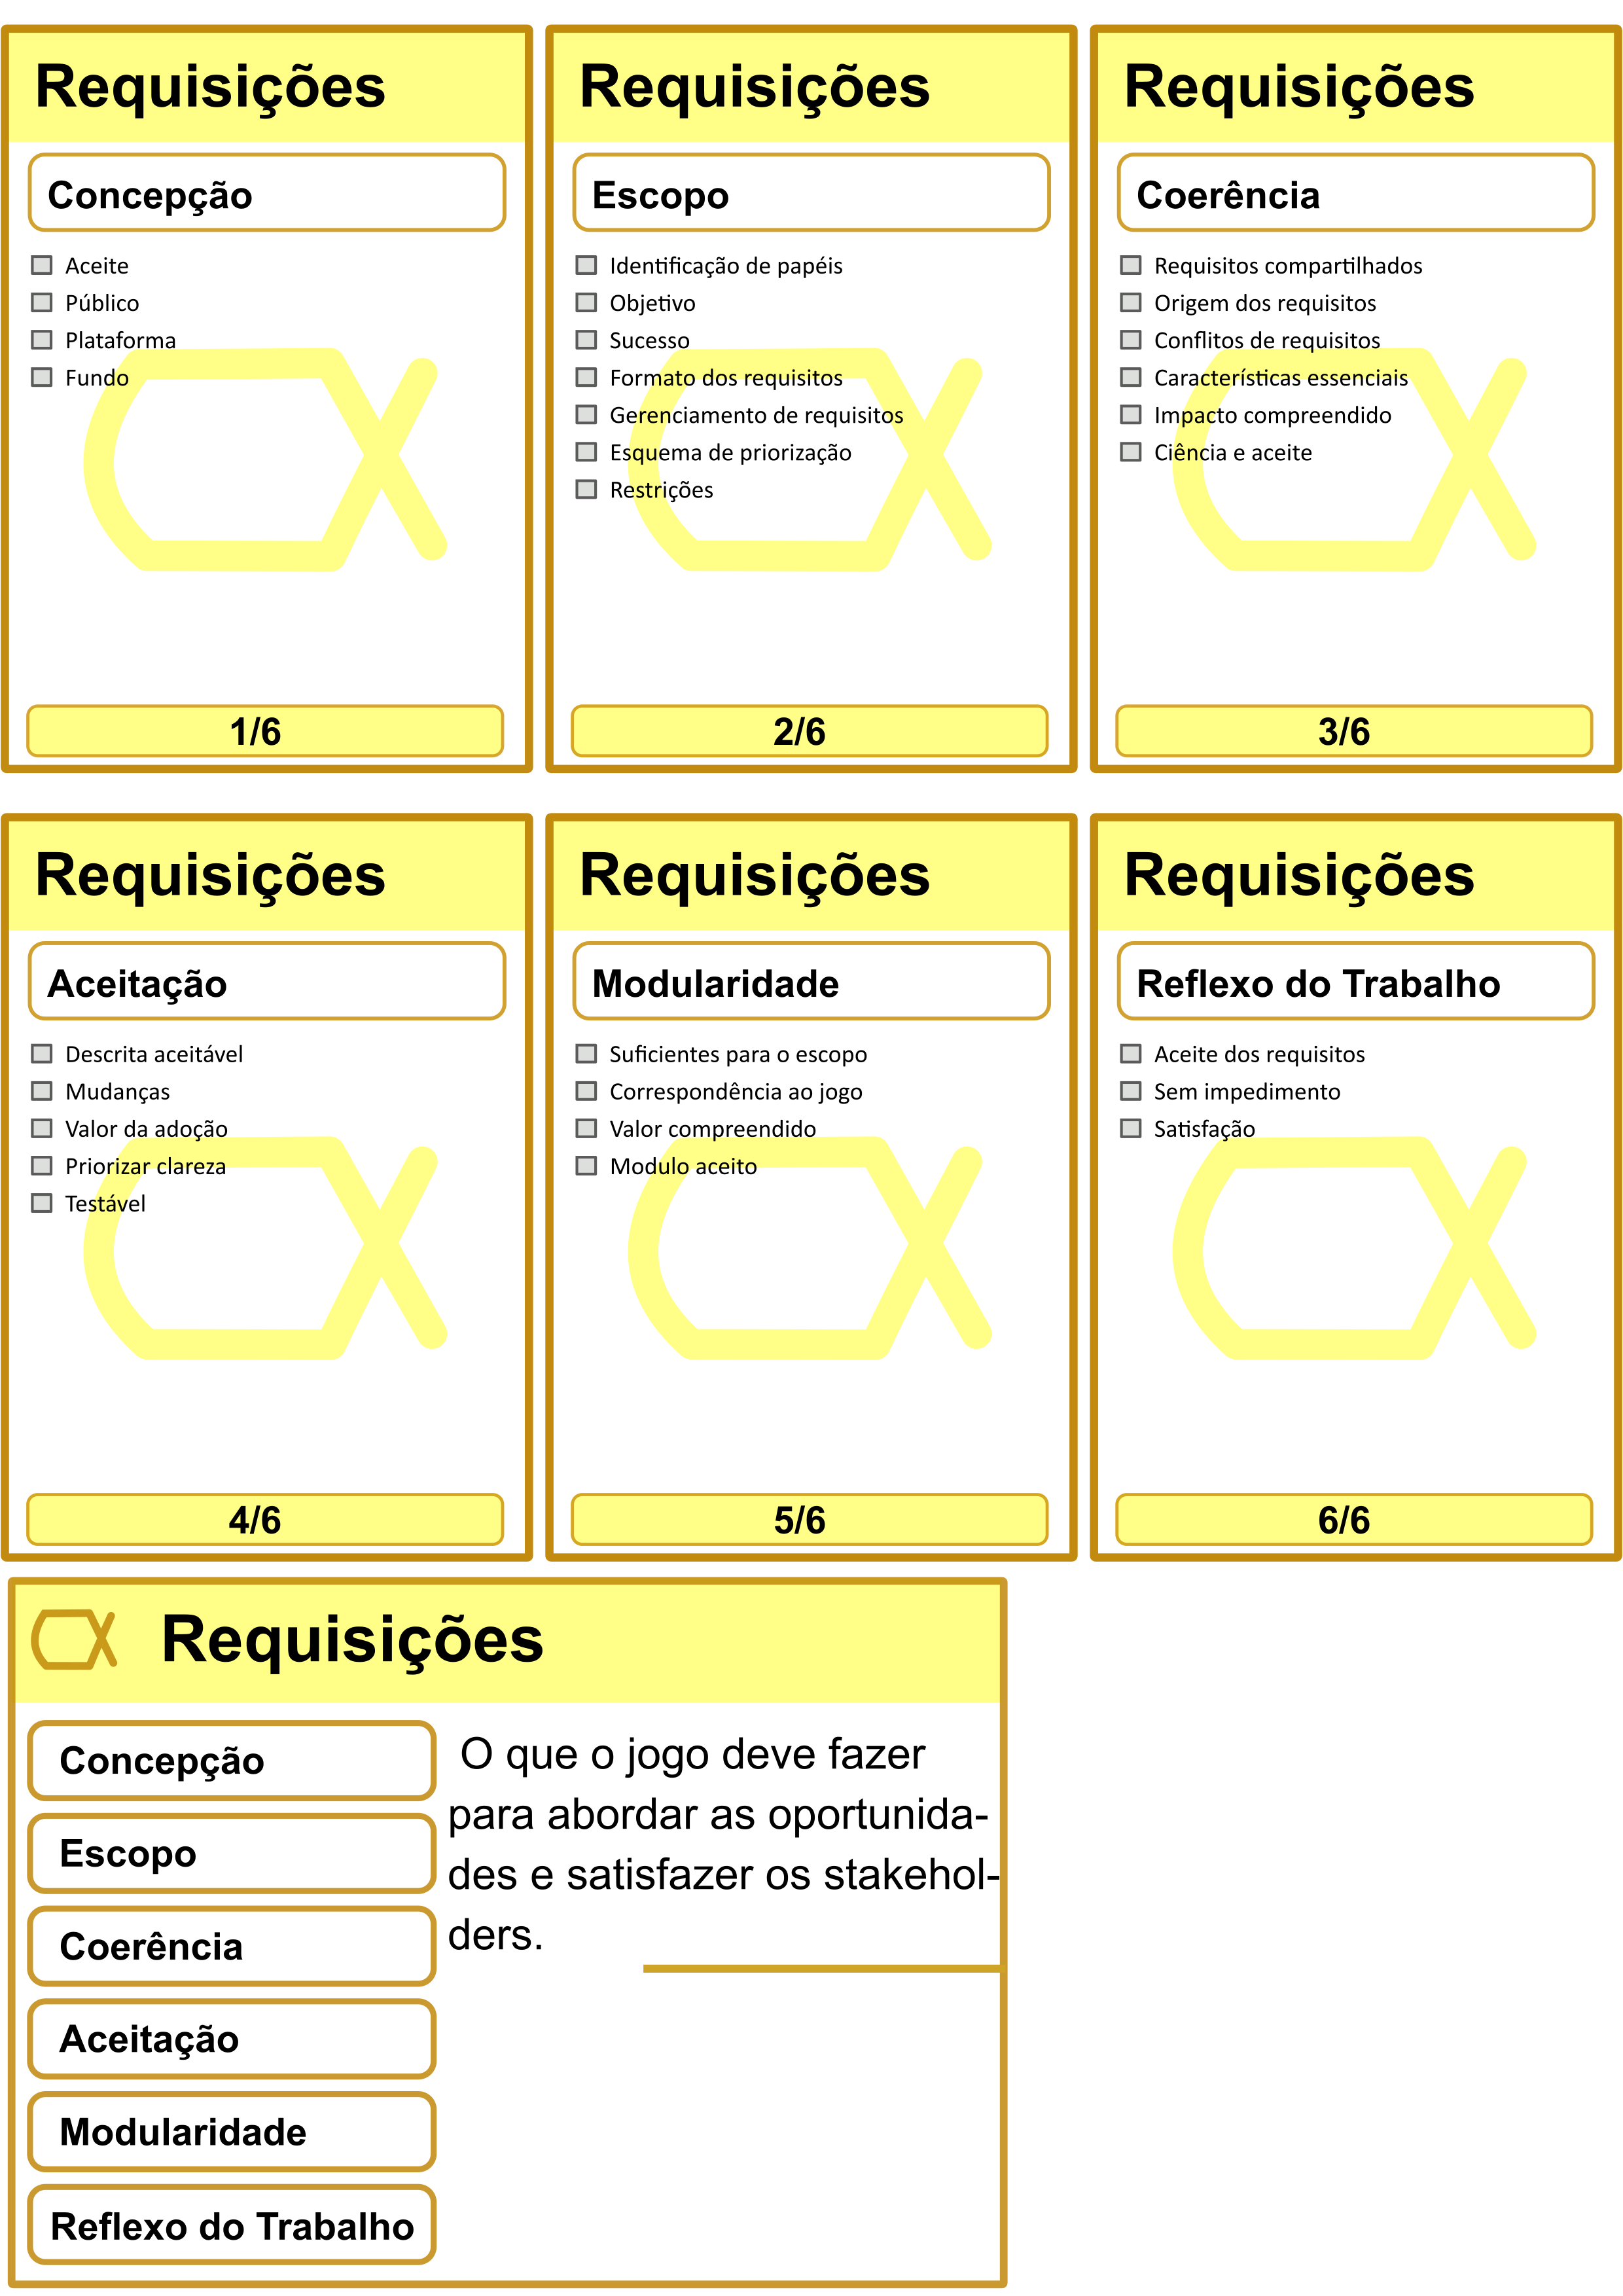 Requisições
Concepção
Aceite
Público
Plataforma
Fundo
1/6
Requisições
Escopo
Identificação de papéis
Objetivo
Sucesso
Formato dos requisitos
Gerenciamento de requisitos
Esquema de priorização
Restrições
2/6
Requisições
Coerência
Requisitos compartilhados
Origem dos requisitos
Conflitos de requisitos
Características essenciais
Impacto compreendido
Ciência e aceite
3/6
Requisições
Aceitação
Descrita aceitável
Mudanças
Valor da adoção
Priorizar clareza
Testável
4/6
Requisições
Modularidade
Suficientes para o escopo
Correspondência ao jogo
Valor compreendido
Modulo aceito
5/6
Requisições
Reflexo do Trabalho
Aceite dos requisitos
Sem impedimento
Satisfação
6/6
Requisições
Concepção
Escopo
Coerência
Aceitação
Modularidade
Reflexo do Trabalho
O que o jogo deve fazer
para abordar as oportunida-
des e satisfazer os stakehol-
ders.